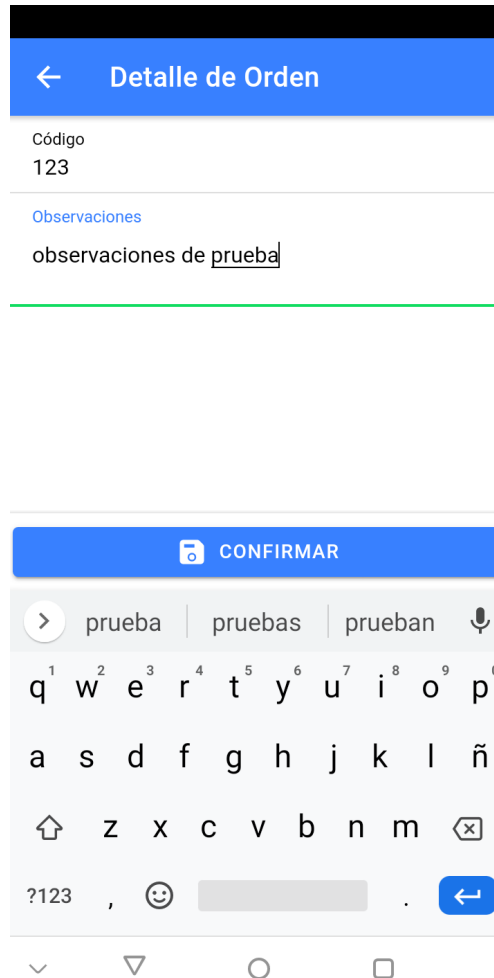 Detalle de Orden
Código
123
Observaciones
observaciones de prueba
CONFIRMAR
prueba pruebas prueban
1 2 3 4 5 6 7 8 9
q w e r t y u i o p
a s d f g h j k l ñ
z x c v b n m
?123 , .